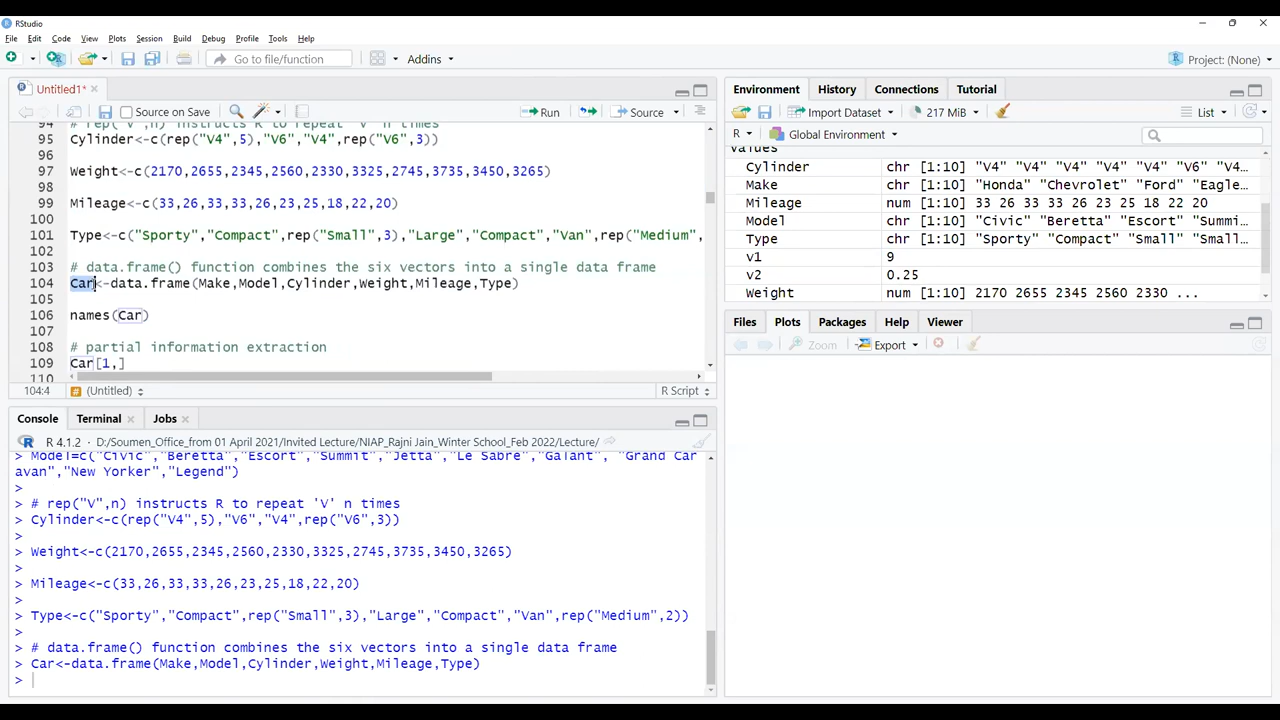 RStudio
File Edit Code View Plots Session Build Debug Profile Tools Help
Go to file/function Addins Project: (None)
Untitled1*
Source on Save Run Source
94 # rep("V",n) instructs R to repeat 'V' n times
95 Cylinder<-c(rep("V4",5),"V6","V4",rep("V6",3))
96
97 Weight<-c(2170,2655,2345,2560,2330,3325,2745,3735,3450,3265)
98
99 Mileage<-c(33,26,33,33,26,23,25,18,22,20)
100
101 Type<-c("Sporty","Compact",rep("Small",3),"Large","Compact","Van",rep("Medium",
102
103 # data.frame() function combines the six vectors into a single data frame
104 Car<-data.frame(Make,Model,Cylinder,Weight,Mileage,Type)
105
106 names(Car)
107
108 # partial information extraction
109 Car[1,]
110
104:4 (Untitled) R Script
Console Terminal Jobs
R 4.1.2 · D:/Soumen_Office_from 01 April 2021/Invited Lecture/NIAP_Rajni Jain_Winter School_Feb 2022/Lecture/
> Model=c("Civic","Beretta","Escort","Summit","Jetta","Le Sabre","Galant", "Grand Car
avan","New Yorker","Legend")
>
> # rep("V",n) instructs R to repeat 'V' n times
> Cylinder<-c(rep("V4",5),"V6","V4",rep("V6",3))
>
> Weight<-c(2170,2655,2345,2560,2330,3325,2745,3735,3450,3265)
>
> Mileage<-c(33,26,33,33,26,23,25,18,22,20)
>
> Type<-c("Sporty","Compact",rep("Small",3),"Large","Compact","Van",rep("Medium",2))
>
> # data.frame() function combines the six vectors into a single data frame
> Car<-data.frame(Make,Model,Cylinder,Weight,Mileage,Type)
>
Environment History Connections Tutorial
Import Dataset 217 MiB List
R Global Environment
Values
Cylinder chr [1:10] "V4" "V4" "V4" "V4" "V4" "V6" "V4…
Make chr [1:10] "Honda" "Chevrolet" "Ford" "Eagle…
Mileage num [1:10] 33 26 33 33 26 23 25 18 22 20
Model chr [1:10] "Civic" "Beretta" "Escort" "Summi…
Type chr [1:10] "Sporty" "Compact" "Small" "Small…
v1 9
v2 0.25
Weight num [1:10] 2170 2655 2345 2560 2330 ...
Files Plots Packages Help Viewer
Zoom Export